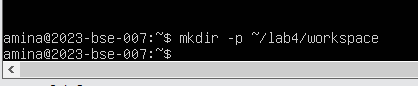 amina@2023-bse-007:~$ mkdir -p ~/lab4/workspace
amina@2023-bse-007:~$